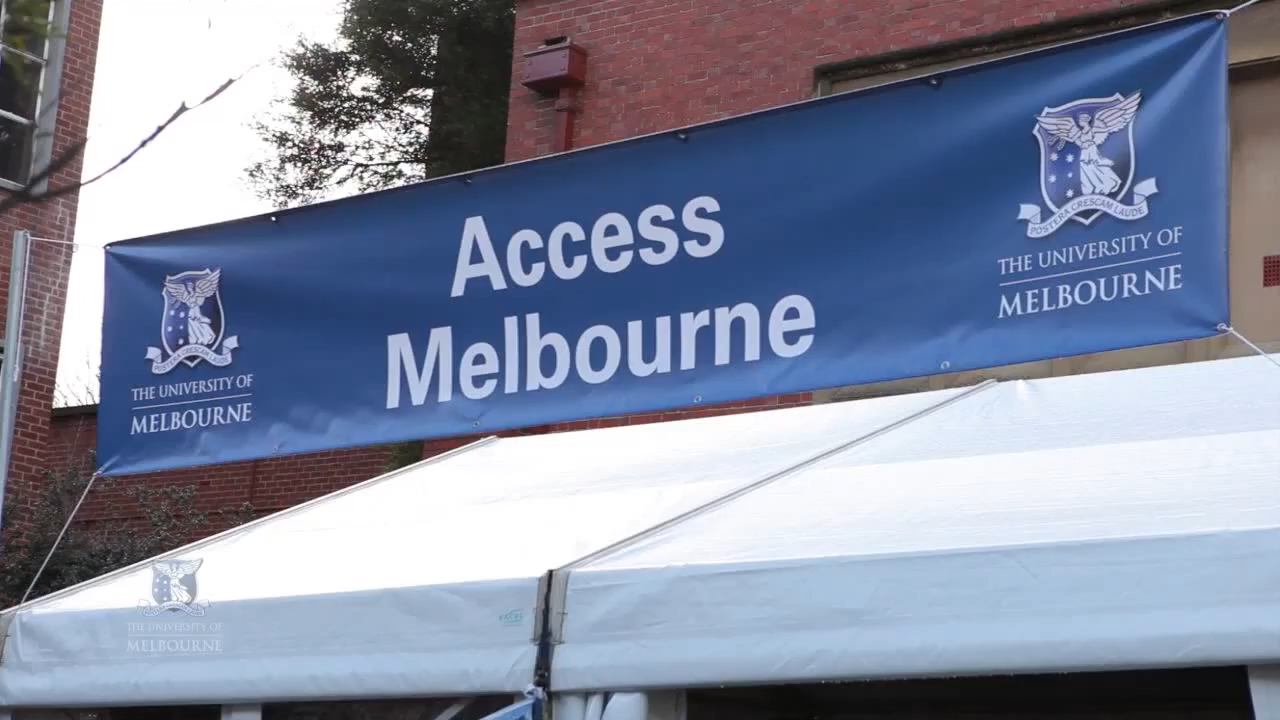 Access
Melbourne
POSTERA CRESCAM LAUDE
THE UNIVERSITY OF
MELBOURNE
POSTERA CRESCAM LAUDE
THE UNIVERSITY OF
MELBOURNE
THE UNIVERSITY OF
MELBOURNE